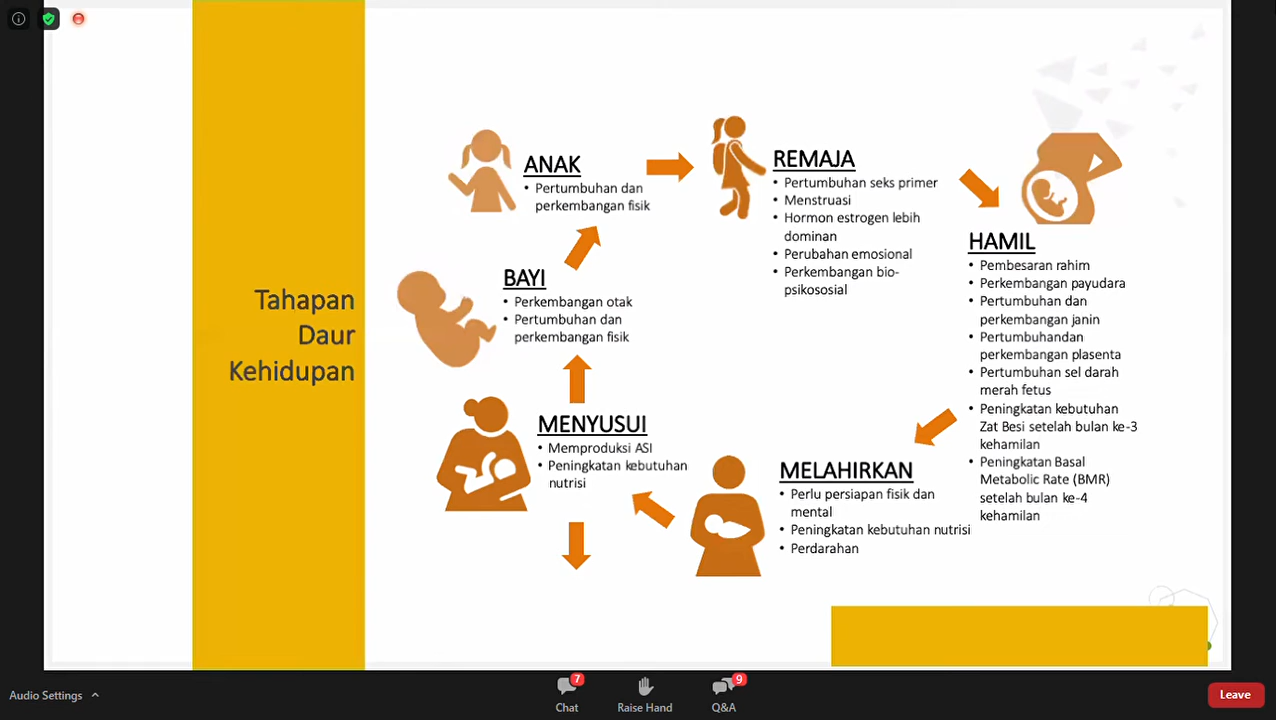 Tahapan
Daur
Kehidupan
ANAK
• Pertumbuhan dan
perkembangan fisik
REMAJA
• Pertumbuhan seks primer
• Menstruasi
• Hormon estrogen lebih
dominan
• Perubahan emosional
• Perkembangan bio-
psikososial
HAMIL
• Pembesaran rahim
• Perkembangan payudara
• Pertumbuhan dan
perkembangan janin
• Pertumbuhandan
perkembangan plasenta
• Pertumbuhan sel darah
merah fetus
• Peningkatan kebutuhan
Zat Besi setelah bulan ke-3
kehamilan
• Peningkatan Basal
Metabolic Rate (BMR)
setelah bulan ke-4
kehamilan
MELAHIRKAN
• Perlu persiapan fisik dan
mental
• Peningkatan kebutuhan nutrisi
• Perdarahan
MENYUSUI
• Memproduksi ASI
• Peningkatan kebutuhan
nutrisi
BAYI
• Perkembangan otak
• Pertumbuhan dan
perkembangan fisik
Audio Settings
7
Chat
Raise Hand
9
Q&A
Leave